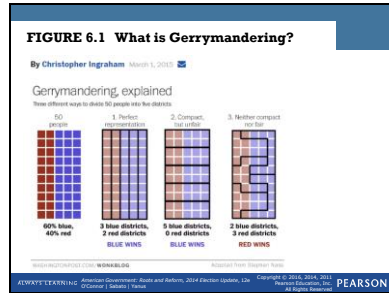 FIGURE 6.1 What is Gerrymandering?
By Christopher Ingraham March 1, 2015
Gerrymandering, explained
Three different ways to divide 50 people into five districts
50
people
1. Perfect
representation
2. Compact,
but unfair
3. Neither compact
nor fair
60% blue,
40% red
3 blue districts,
2 red districts
5 blue districts,
0 red districts
2 blue districts,
3 red districts
BLUE WINS
BLUE WINS
RED WINS
WASHINGTONPOST.COM/WONKBLOG
Adapted from Stephen Nass
ALWAYS LEARNING
American Government: Roots and Reform, 2014 Election Update, 12e
O'Connor | Sabato | Yanus
Copyright © 2016, 2014, 2011
Pearson Education, Inc.
All Rights Reserved
PEARSON